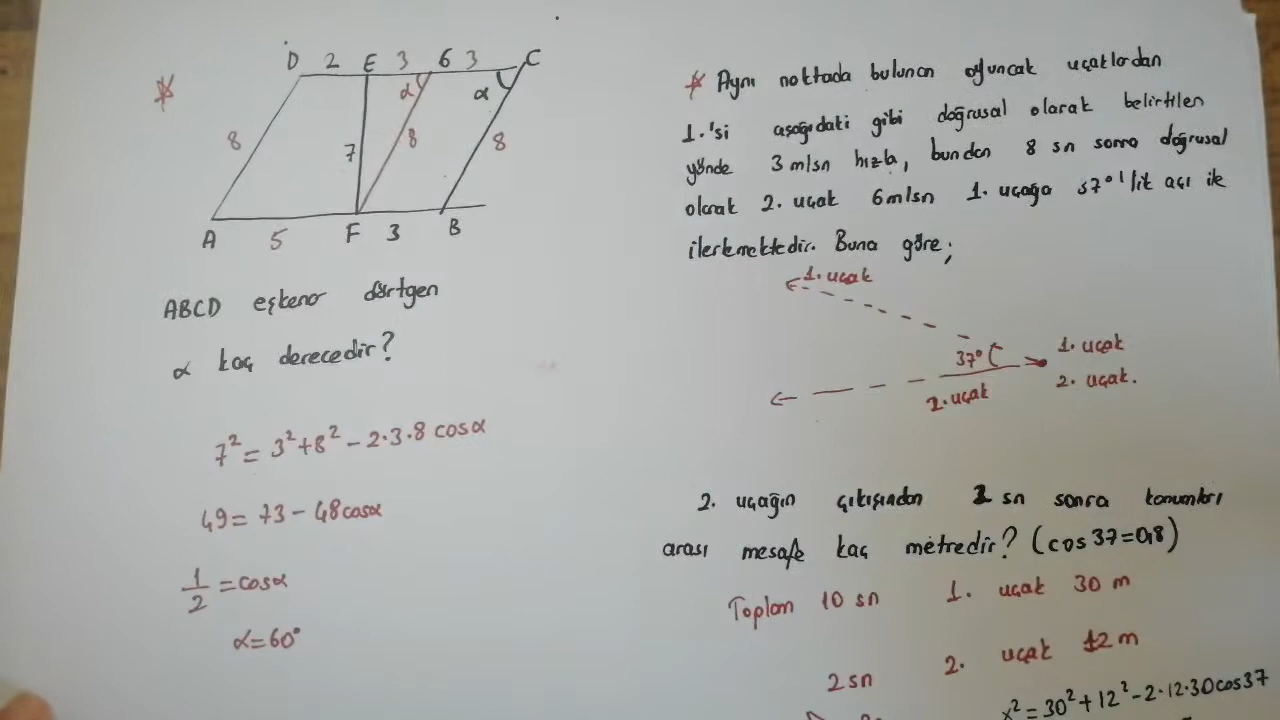 D 2 E 3 6 3 C
α α
8 7 8 8
A 5 F 3 B
ABCD eşkenar dörtgen
α kaç derecedir?
7² = 3² + 8² - 2·3·8 cosα
49 = 73 - 48cosα
1/2 = cosα
α = 60°
* Aynı noktada bulunan oyuncak uçaklardan
1.'si aşağıdaki gibi doğrusal olarak belirtilen
yönde 3 m/sn hızla, bundan 8 sn sonra doğrusal
olarak 2. uçak 6m/sn 1. uçağa 37°'lik açı ile
ilerlemektedir. Buna göre;
1. uçak
37° 1. uçak
2. uçak 2. uçak.
2. uçağın çıkışından 2 sn sonra konumları
arası mesafe kaç metredir? (cos37=0,8)
Toplam 10 sn 1. uçak 30 m
2 sn 2. uçak 12 m
x² = 30² + 12² - 2·12·30cos37